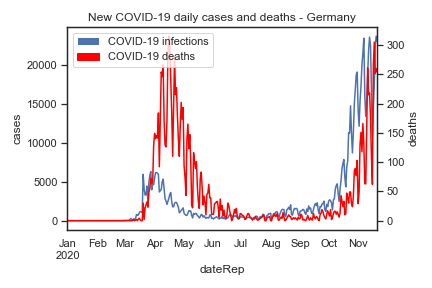 New COVID-19 daily cases and deaths - Germany
COVID-19 infections
COVID-19 deaths
20000
15000
10000
5000
0
cases
300
250
200
150
100
50
0
deaths
Jan Feb Mar Apr May Jun Jul Aug Sep Oct Nov
2020
dateRep